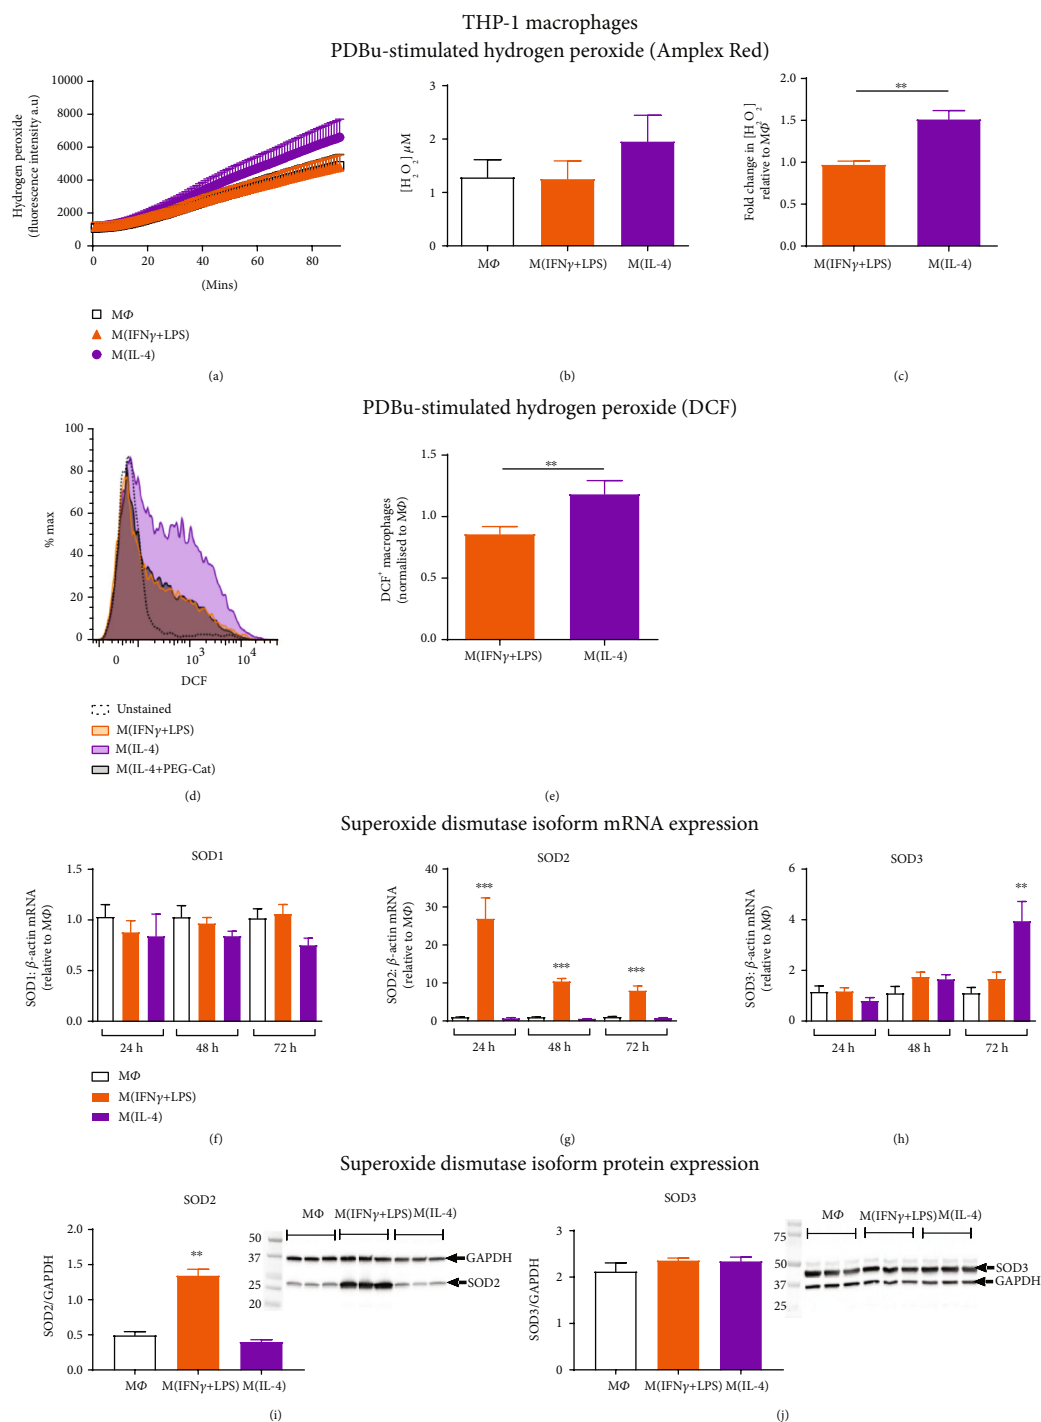 THP-1 macrophages
PDBu-stimulated hydrogen peroxide (Amplex Red)
Hydrogen peroxide
(fluorescence intensity a.u)
10000
8000
6000
4000
2000
0
0 20 40 60 80
(Mins)
MΦ
M(IFNγ+LPS)
M(IL-4)
(a)
[H2O2] μM
3
2
1
0
MΦ M(IFNγ+LPS) M(IL-4)
(b)
Fold change in [H2O2]
relative to MΦ
2.0
1.5
1.0
0.5
0.0
**
M(IFNγ+LPS) M(IL-4)
(c)
PDBu-stimulated hydrogen peroxide (DCF)
% max
100
80
60
40
20
0
0 10³ 10⁴
DCF
Unstained
M(IFNγ+LPS)
M(IL-4)
M(IL-4+PEG-Cat)
(d)
DCF⁺ macrophages
(normalised to MΦ)
1.5
1.0
0.5
0.0
**
M(IFNγ+LPS) M(IL-4)
(e)
Superoxide dismutase isoform mRNA expression
SOD1
SOD1: β-actin mRNA
(relative to MΦ)
1.5
1.0
0.5
0.0
24 h 48 h 72 h
MΦ
M(IFNγ+LPS)
M(IL-4)
(f)
SOD2
SOD2: β-actin mRNA
(relative to MΦ)
40
30
20
10
0
*** *** ***
24 h 48 h 72 h
(g)
SOD3
SOD3: β-actin mRNA
(relative to MΦ)
6
4
2
0
**
24 h 48 h 72 h
(h)
Superoxide dismutase isoform protein expression
SOD2
SOD2/GAPDH
2.0
1.5
1.0
0.5
0.0
**
MΦ M(IFNγ+LPS) M(IL-4)
MΦ M(IFNγ+LPS) M(IL-4)
50
37
25
20
GAPDH
SOD2
(i)
SOD3
SOD3/GAPDH
3
2
1
0
MΦ M(IFNγ+LPS) M(IL-4)
MΦ M(IFNγ+LPS) M(IL-4)
75
50
37
25
SOD3
GAPDH
(j)